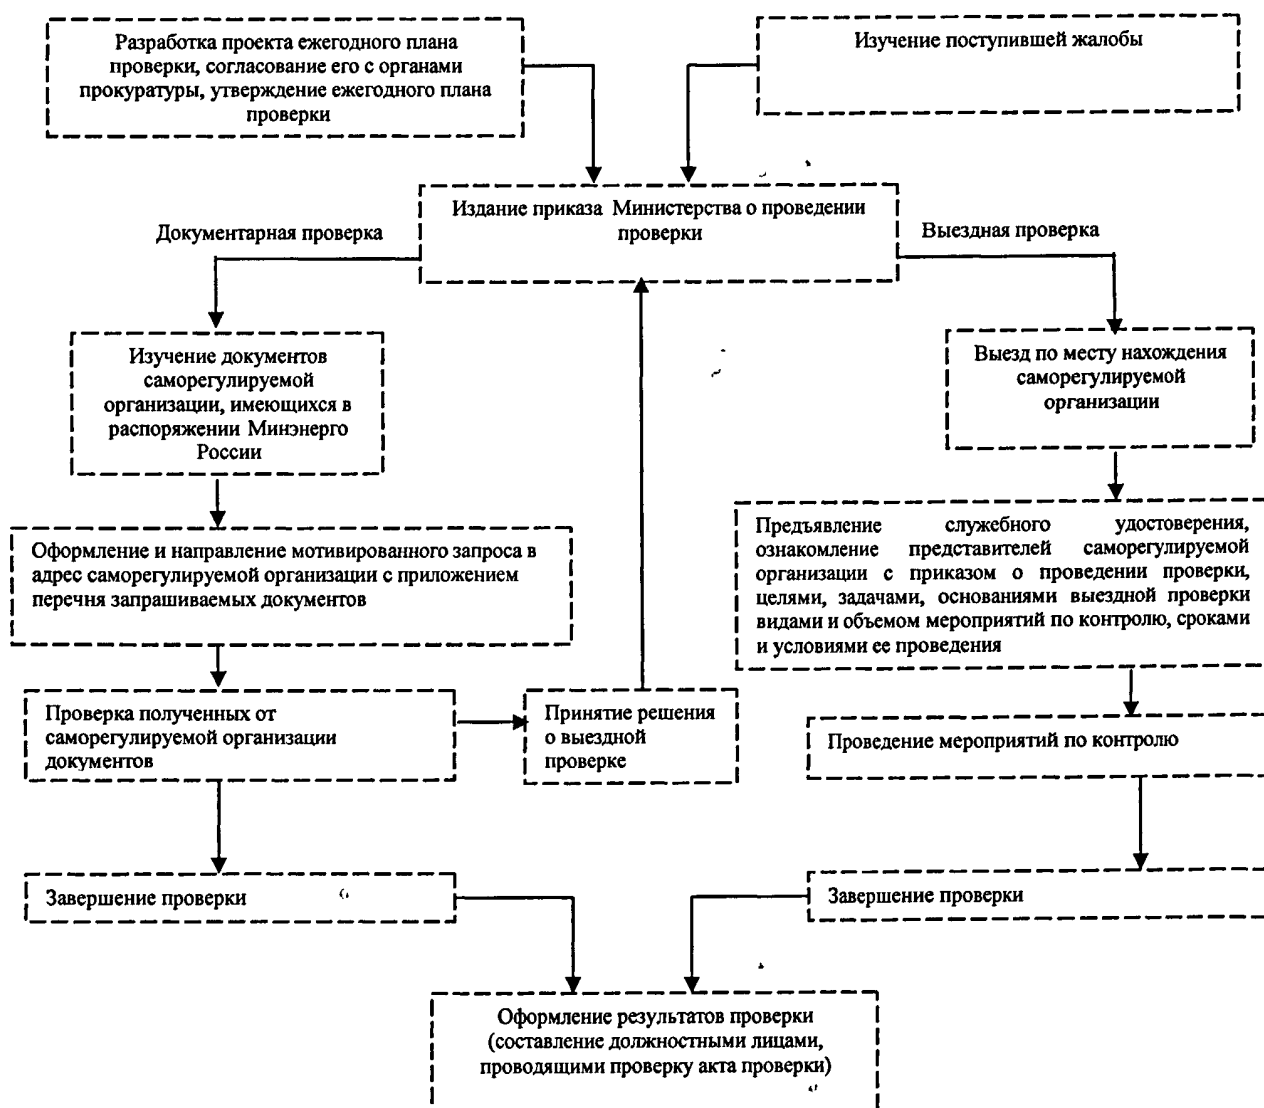 Разработка проекта ежегодного плана
проверки, согласование его с органами
прокуратуры, утверждение ежегодного плана
проверки
Изучение поступившей жалобы
Издание приказа Министерства о проведении
проверки
Документарная проверка
Выездная проверка
Изучение документов
саморегулируемой
организации, имеющихся в
распоряжении Минэнерго
России
Выезд по месту нахождения
саморегулируемой
организации
Оформление и направление мотивированного запроса в
адрес саморегулируемой организации с приложением
перечня запрашиваемых документов
Предъявление служебного удостоверения,
ознакомление представителей саморегулируемой
организации с приказом о проведении проверки,
целями, задачами, основаниями выездной проверки
видами и объемом мероприятий по контролю, сроками
и условиями ее проведения
Проверка полученных от
саморегулируемой организации
документов
Принятие решения
о выездной
проверке
Проведение мероприятий по контролю
Завершение проверки
Завершение проверки
Оформление результатов проверки
(составление должностными лицами,
проводящими проверку акта проверки)